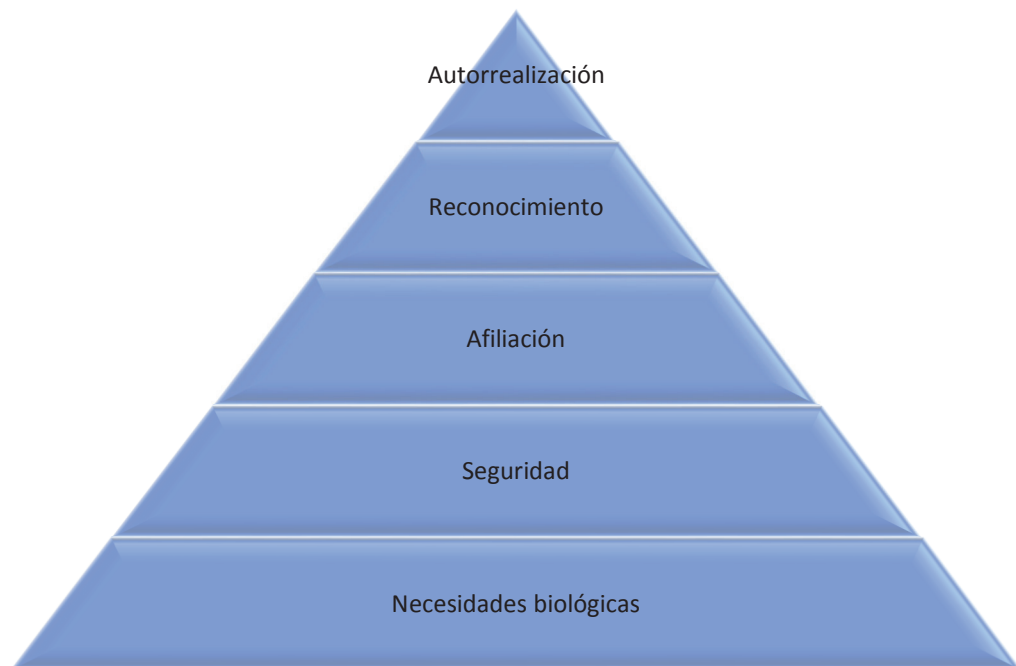 Autorrealización
Reconocimiento
Afiliación
Seguridad
Necesidades biológicas